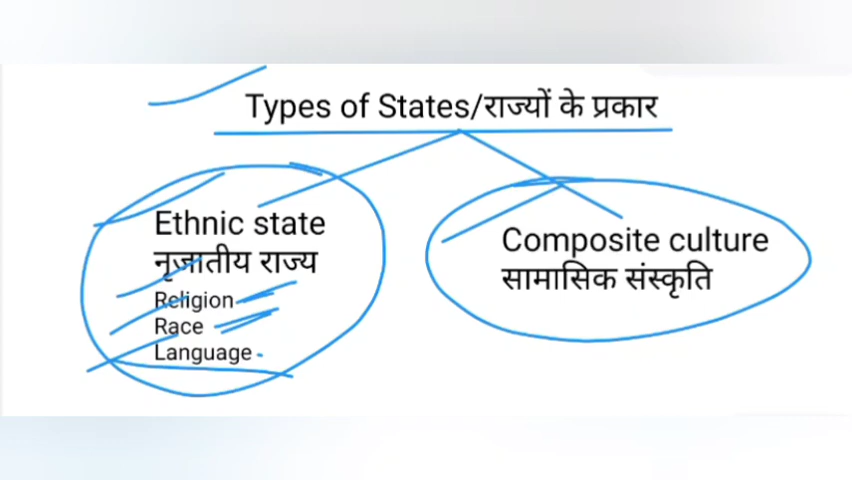 Types of States/राज्यों के प्रकार
Ethnic state
नृजातीय राज्य
Religion
Race
Language
Composite culture
सामासिक संस्कृति